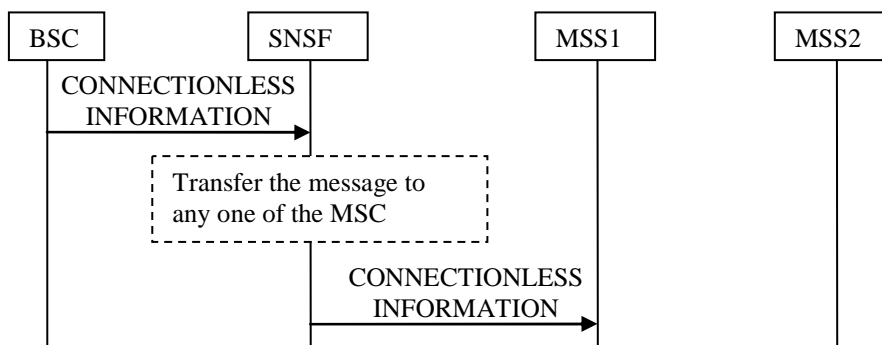 BSC SNSF MSS1 MSS2
CONNECTIONLESS
INFORMATION
Transfer the message to
any one of the MSC
CONNECTIONLESS
INFORMATION